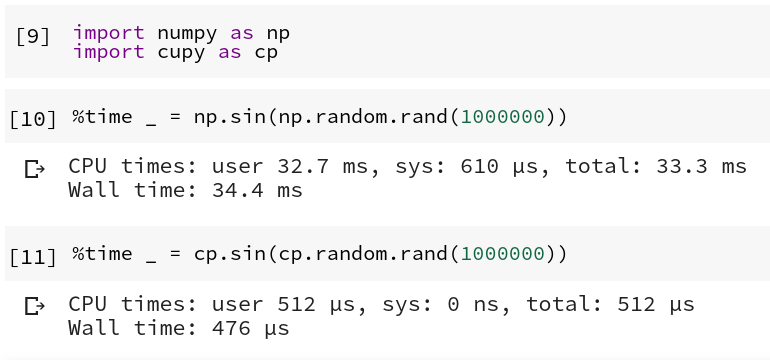 [9] import numpy as np
import cupy as cp
[10] %time _ = np.sin(np.random.rand(1000000))
CPU times: user 32.7 ms, sys: 610 µs, total: 33.3 ms
Wall time: 34.4 ms
[11] %time _ = cp.sin(cp.random.rand(1000000))
CPU times: user 512 µs, sys: 0 ns, total: 512 µs
Wall time: 476 µs